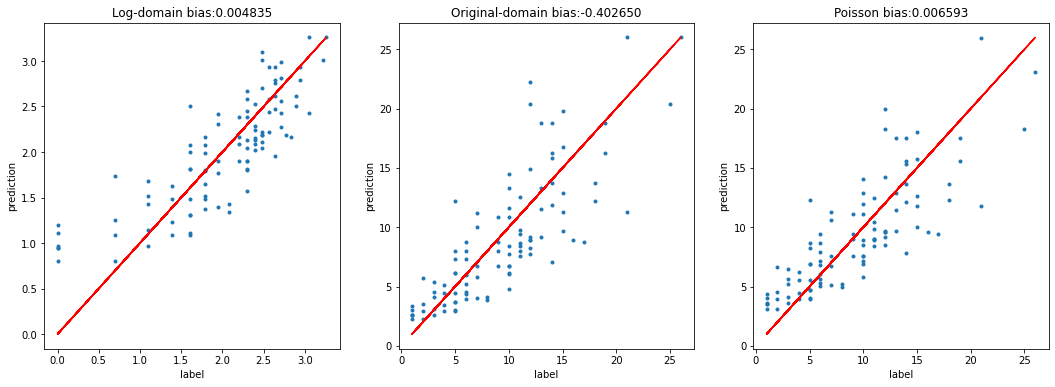 Log-domain bias:0.004835
3.0
2.5
2.0
1.5
1.0
0.5
0.0
prediction
0.0 0.5 1.0 1.5 2.0 2.5 3.0
label
Original-domain bias:-0.402650
25
20
15
10
5
0
prediction
0 5 10 15 20 25
label
Poisson bias:0.006593
25
20
15
10
5
0
prediction
0 5 10 15 20 25
label